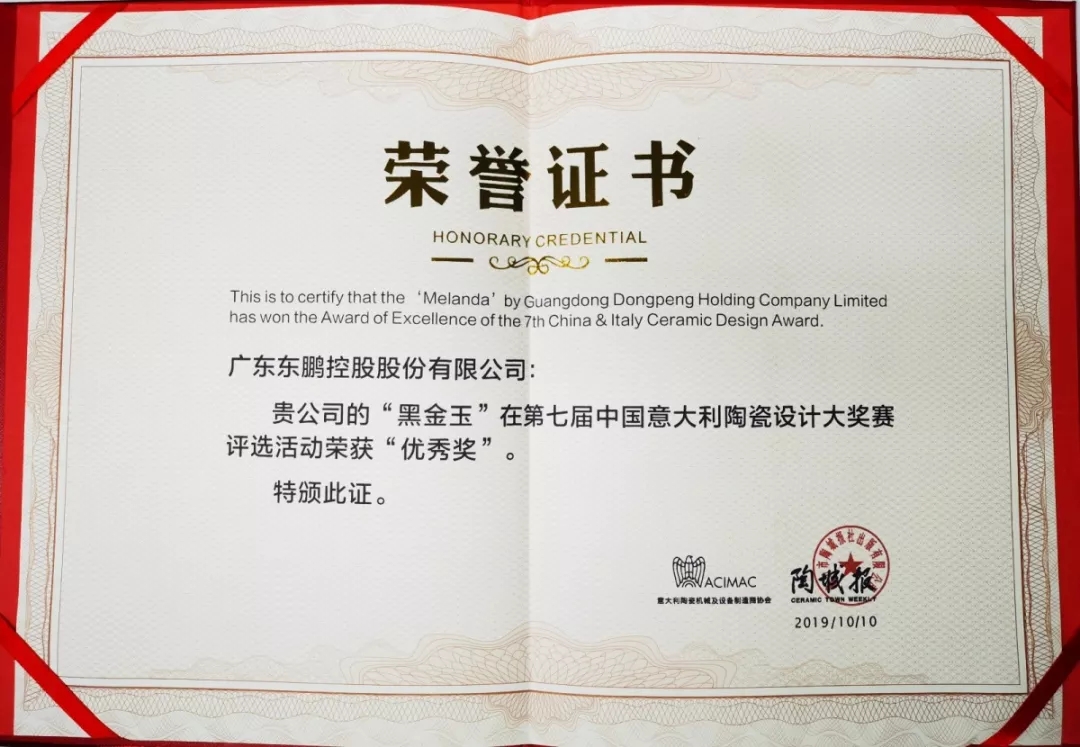 荣誉证书
HONORARY CREDENTIAL
This is to certify that the ‘Melanda’ by Guangdong Dongpeng Holding Company Limited
has won the Award of Excellence of the 7th China & Italy Ceramic Design Award.
广东东鹏控股股份有限公司：
贵公司的“黑金玉”在第七届中国意大利陶瓷设计大奖赛
评选活动荣获“优秀奖”。
特颁此证。
ACIMAC
意大利陶瓷机械及设备制造商协会
陶城报
CERAMIC TOWN WEEKLY
2019/10/10